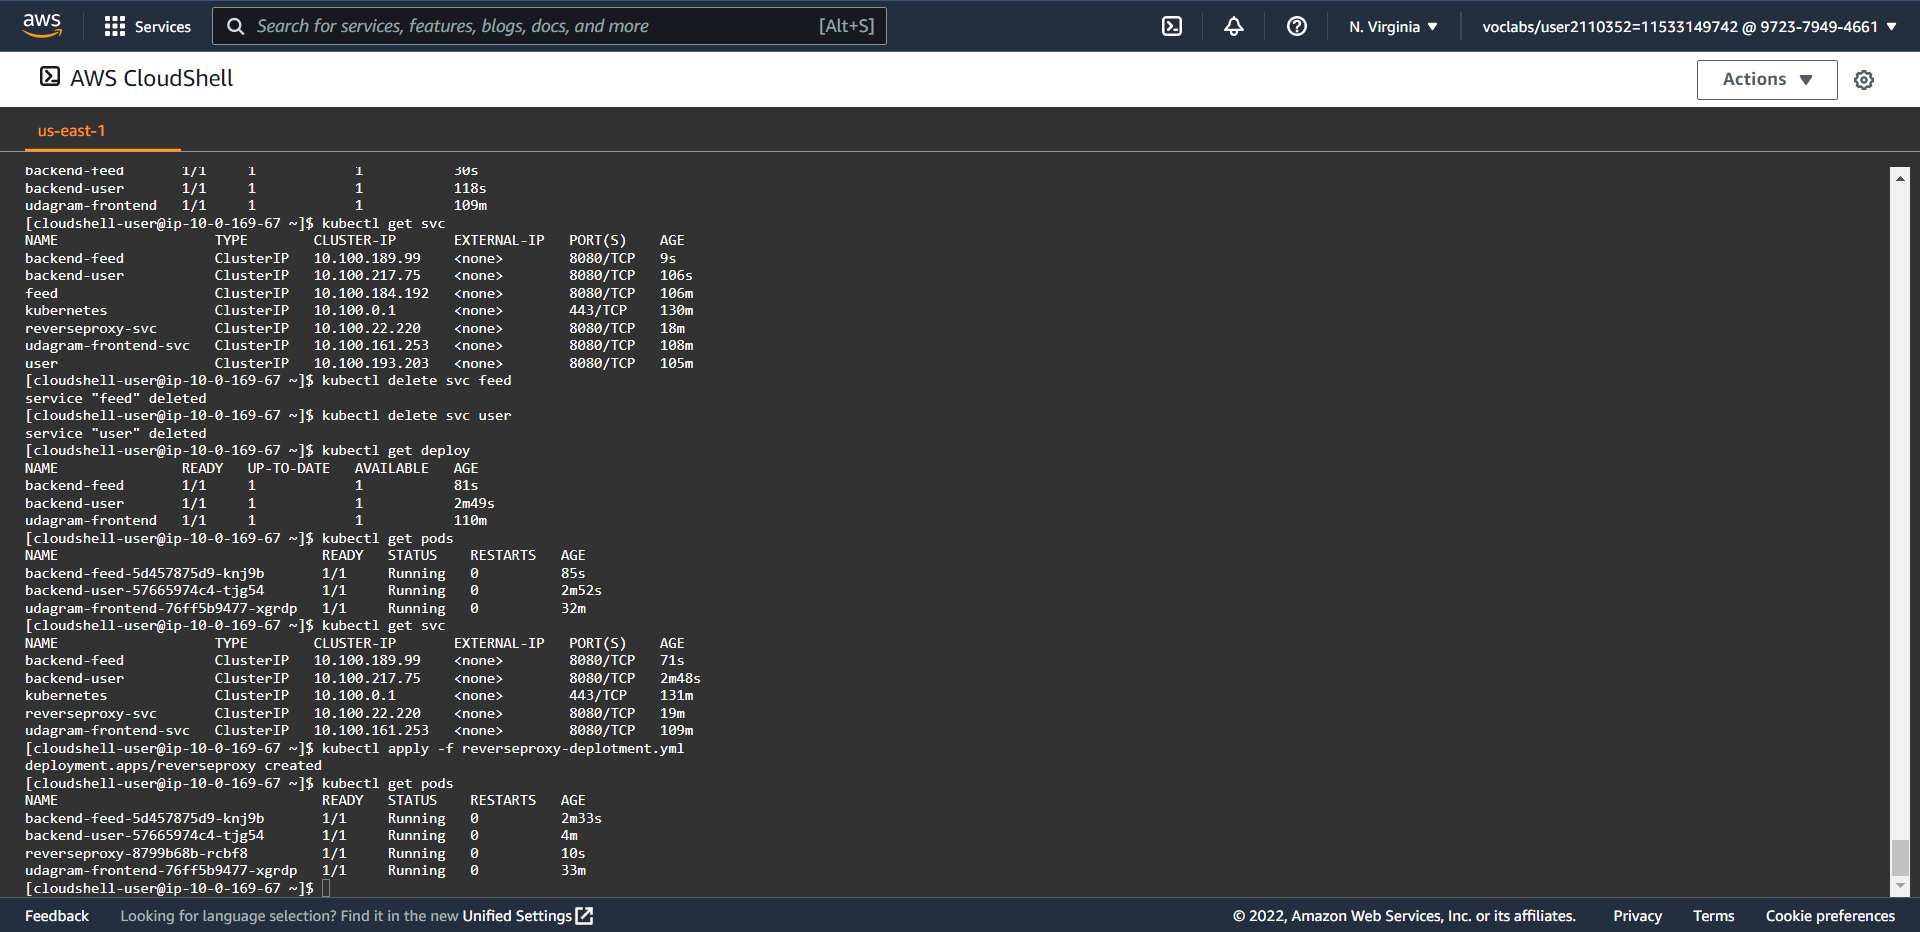 aws Services Search for services, features, blogs, docs, and more [Alt+S] N. Virginia voclabs/user2110352=11533149742 @ 9723-7949-4661
AWS CloudShell Actions
us-east-1
backend-feed 1/1 1 1 30s
backend-user 1/1 1 1 118s
udagram-frontend 1/1 1 1 109m
[cloudshell-user@ip-10-0-169-67 ~]$ kubectl get svc
NAME TYPE CLUSTER-IP EXTERNAL-IP PORT(S) AGE
backend-feed ClusterIP 10.100.189.99 <none> 8080/TCP 9s
backend-user ClusterIP 10.100.217.75 <none> 8080/TCP 106s
feed ClusterIP 10.100.184.192 <none> 8080/TCP 106m
kubernetes ClusterIP 10.100.0.1 <none> 443/TCP 130m
reverseproxy-svc ClusterIP 10.100.22.220 <none> 8080/TCP 18m
udagram-frontend-svc ClusterIP 10.100.161.253 <none> 8080/TCP 108m
user ClusterIP 10.100.193.203 <none> 8080/TCP 105m
[cloudshell-user@ip-10-0-169-67 ~]$ kubectl delete svc feed
service "feed" deleted
[cloudshell-user@ip-10-0-169-67 ~]$ kubectl delete svc user
service "user" deleted
[cloudshell-user@ip-10-0-169-67 ~]$ kubectl get deploy
NAME READY UP-TO-DATE AVAILABLE AGE
backend-feed 1/1 1 1 81s
backend-user 1/1 1 1 2m49s
udagram-frontend 1/1 1 1 110m
[cloudshell-user@ip-10-0-169-67 ~]$ kubectl get pods
NAME READY STATUS RESTARTS AGE
backend-feed-5d457875d9-knj9b 1/1 Running 0 85s
backend-user-57665974c4-tjg54 1/1 Running 0 2m52s
udagram-frontend-76ff5b9477-xgrdp 1/1 Running 0 32m
[cloudshell-user@ip-10-0-169-67 ~]$ kubectl get svc
NAME TYPE CLUSTER-IP EXTERNAL-IP PORT(S) AGE
backend-feed ClusterIP 10.100.189.99 <none> 8080/TCP 71s
backend-user ClusterIP 10.100.217.75 <none> 8080/TCP 2m48s
kubernetes ClusterIP 10.100.0.1 <none> 443/TCP 131m
reverseproxy-svc ClusterIP 10.100.22.220 <none> 8080/TCP 19m
udagram-frontend-svc ClusterIP 10.100.161.253 <none> 8080/TCP 109m
[cloudshell-user@ip-10-0-169-67 ~]$ kubectl apply -f reverseproxy-deplotment.yml
deployment.apps/reverseproxy created
[cloudshell-user@ip-10-0-169-67 ~]$ kubectl get pods
NAME READY STATUS RESTARTS AGE
backend-feed-5d457875d9-knj9b 1/1 Running 0 2m33s
backend-user-57665974c4-tjg54 1/1 Running 0 4m
reverseproxy-8799b68b-rcbf8 1/1 Running 0 10s
udagram-frontend-76ff5b9477-xgrdp 1/1 Running 0 33m
[cloudshell-user@ip-10-0-169-67 ~]$
Feedback Looking for language selection? Find it in the new Unified Settings © 2022, Amazon Web Services, Inc. or its affiliates. Privacy Terms Cookie preferences